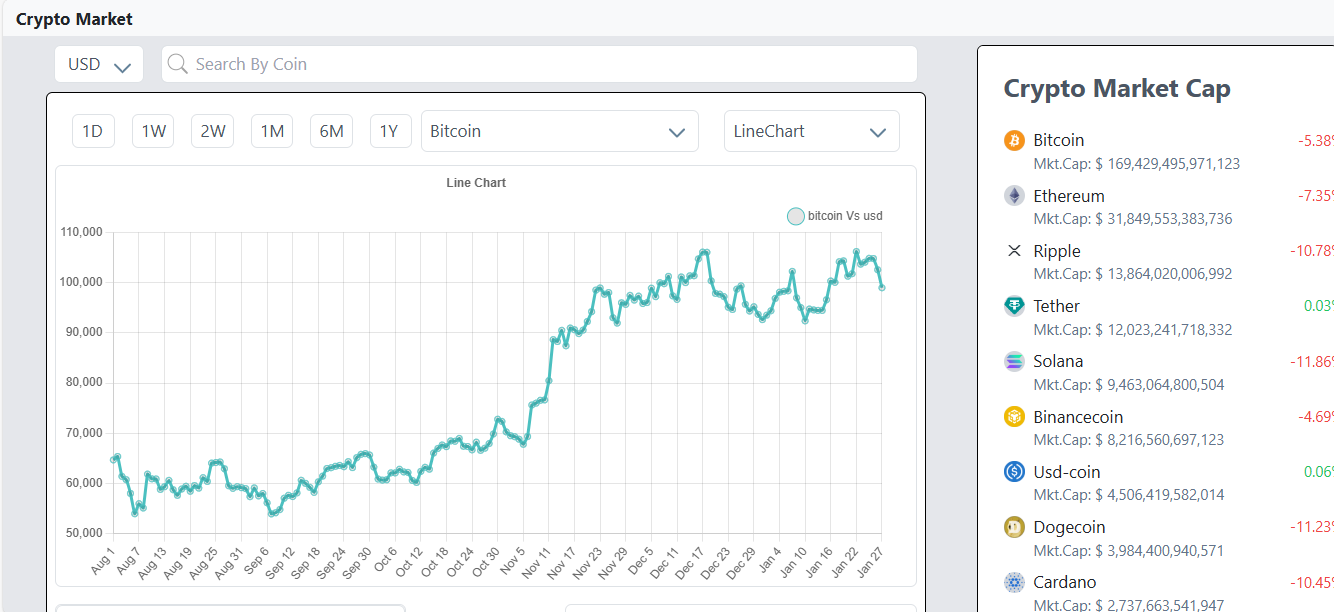 Crypto Market
USD
Search By Coin
1D 1W 2W 1M 6M 1Y Bitcoin LineChart
Line Chart
bitcoin Vs usd
110,000
100,000
90,000
80,000
70,000
60,000
50,000
Aug 1 Aug 7 Aug 13 Aug 19 Aug 25 Aug 31 Sep 6 Sep 12 Sep 18 Sep 24 Sep 30 Oct 6 Oct 12 Oct 18 Oct 24 Oct 30 Nov 5 Nov 11 Nov 17 Nov 23 Nov 29 Dec 5 Dec 11 Dec 17 Dec 23 Dec 29 Jan 4 Jan 10 Jan 16 Jan 22 Jan 27
Crypto Market Cap
Bitcoin -5.38%
Mkt.Cap: $ 169,429,495,971,123
Ethereum -7.35%
Mkt.Cap: $ 31,849,553,383,736
Ripple -10.78%
Mkt.Cap: $ 13,864,020,006,992
Tether 0.03%
Mkt.Cap: $ 12,023,241,718,332
Solana -11.86%
Mkt.Cap: $ 9,463,064,800,504
Binancecoin -4.69%
Mkt.Cap: $ 8,216,560,697,123
Usd-coin 0.06%
Mkt.Cap: $ 4,506,419,582,014
Dogecoin -11.23%
Mkt.Cap: $ 3,984,400,940,571
Cardano -10.45%
Mkt.Cap: $ 2,737,663,541,947